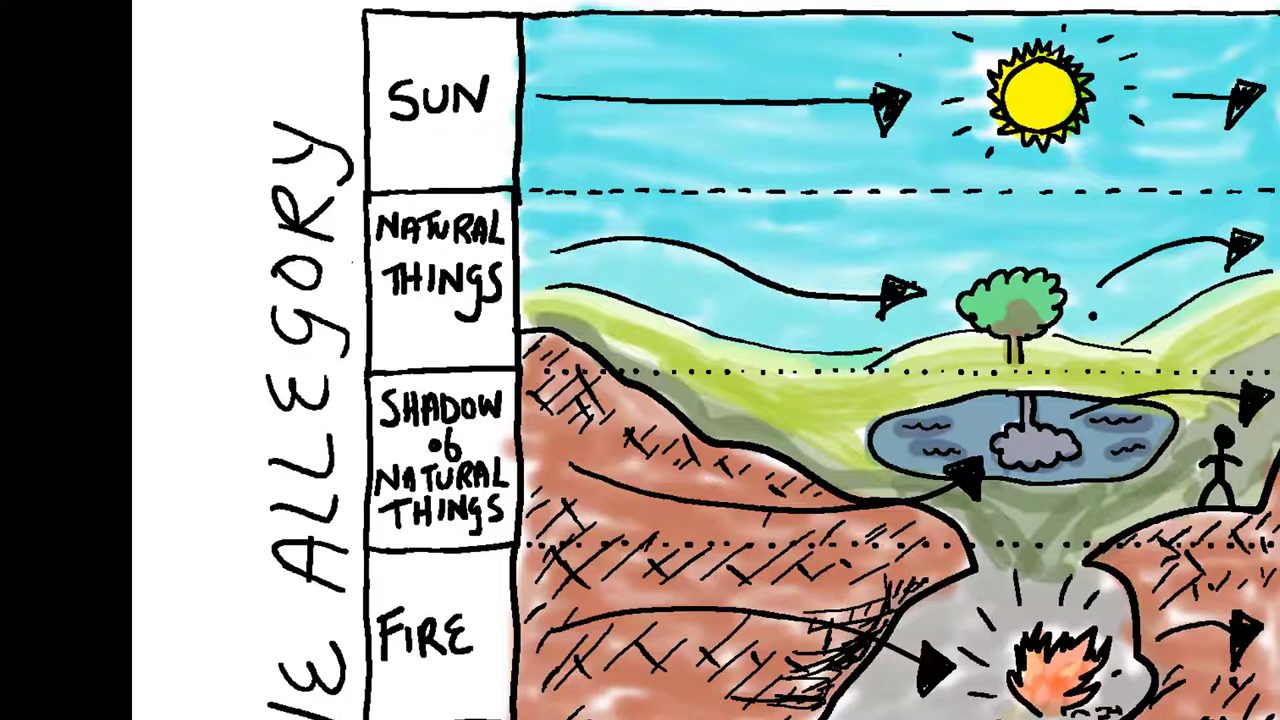 ALLEGORY
SUN
NATURAL
THINGS
SHADOW
of
NATURAL
THINGS
FIRE